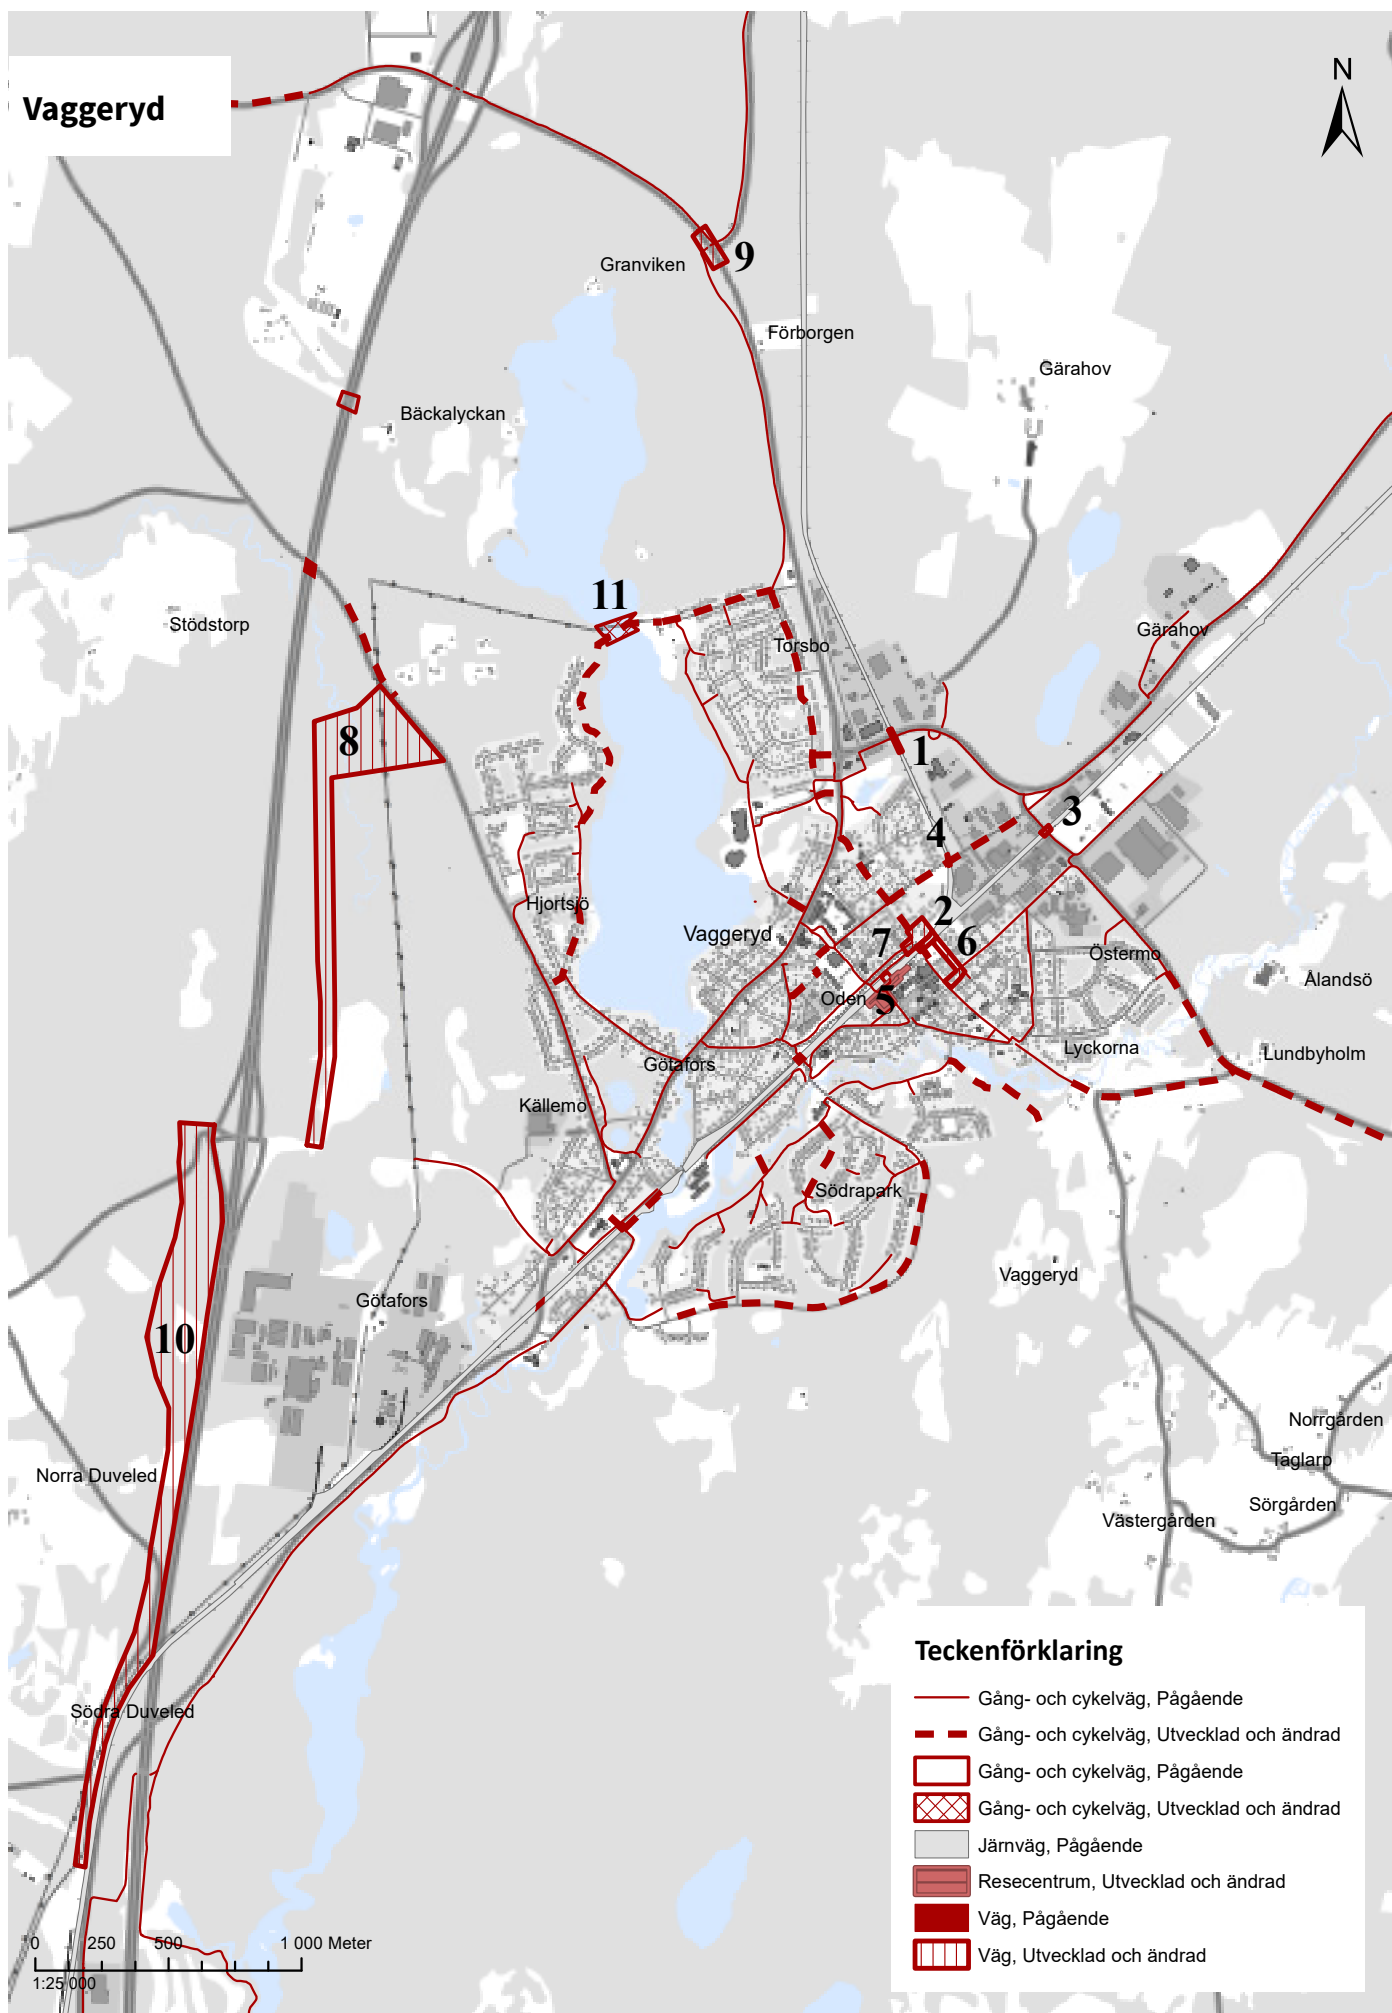 Vaggeryd
N
9
Granviken
Förborgen
Gärahov
Bäckalyckan
11
Stödstorp
Gärahov
Torsbo
8
1
3
4
Hjortsjö
2
Vaggeryd
7
6
Östermo
Ålandsö
Oden
5
Lyckorna
Lundbyholm
Götafors
Källemo
Södrapark
Vaggeryd
Götafors
10
Norrgården
Taglarp
Norra Duveled
Sörgården
Västergården
Södra Duveled
Teckenförklaring
Gång- och cykelväg, Pågående
Gång- och cykelväg, Utvecklad och ändrad
Gång- och cykelväg, Pågående
Gång- och cykelväg, Utvecklad och ändrad
Järnväg, Pågående
Resecentrum, Utvecklad och ändrad
Väg, Pågående
Väg, Utvecklad och ändrad
0 250 500 1 000 Meter
1:25 000